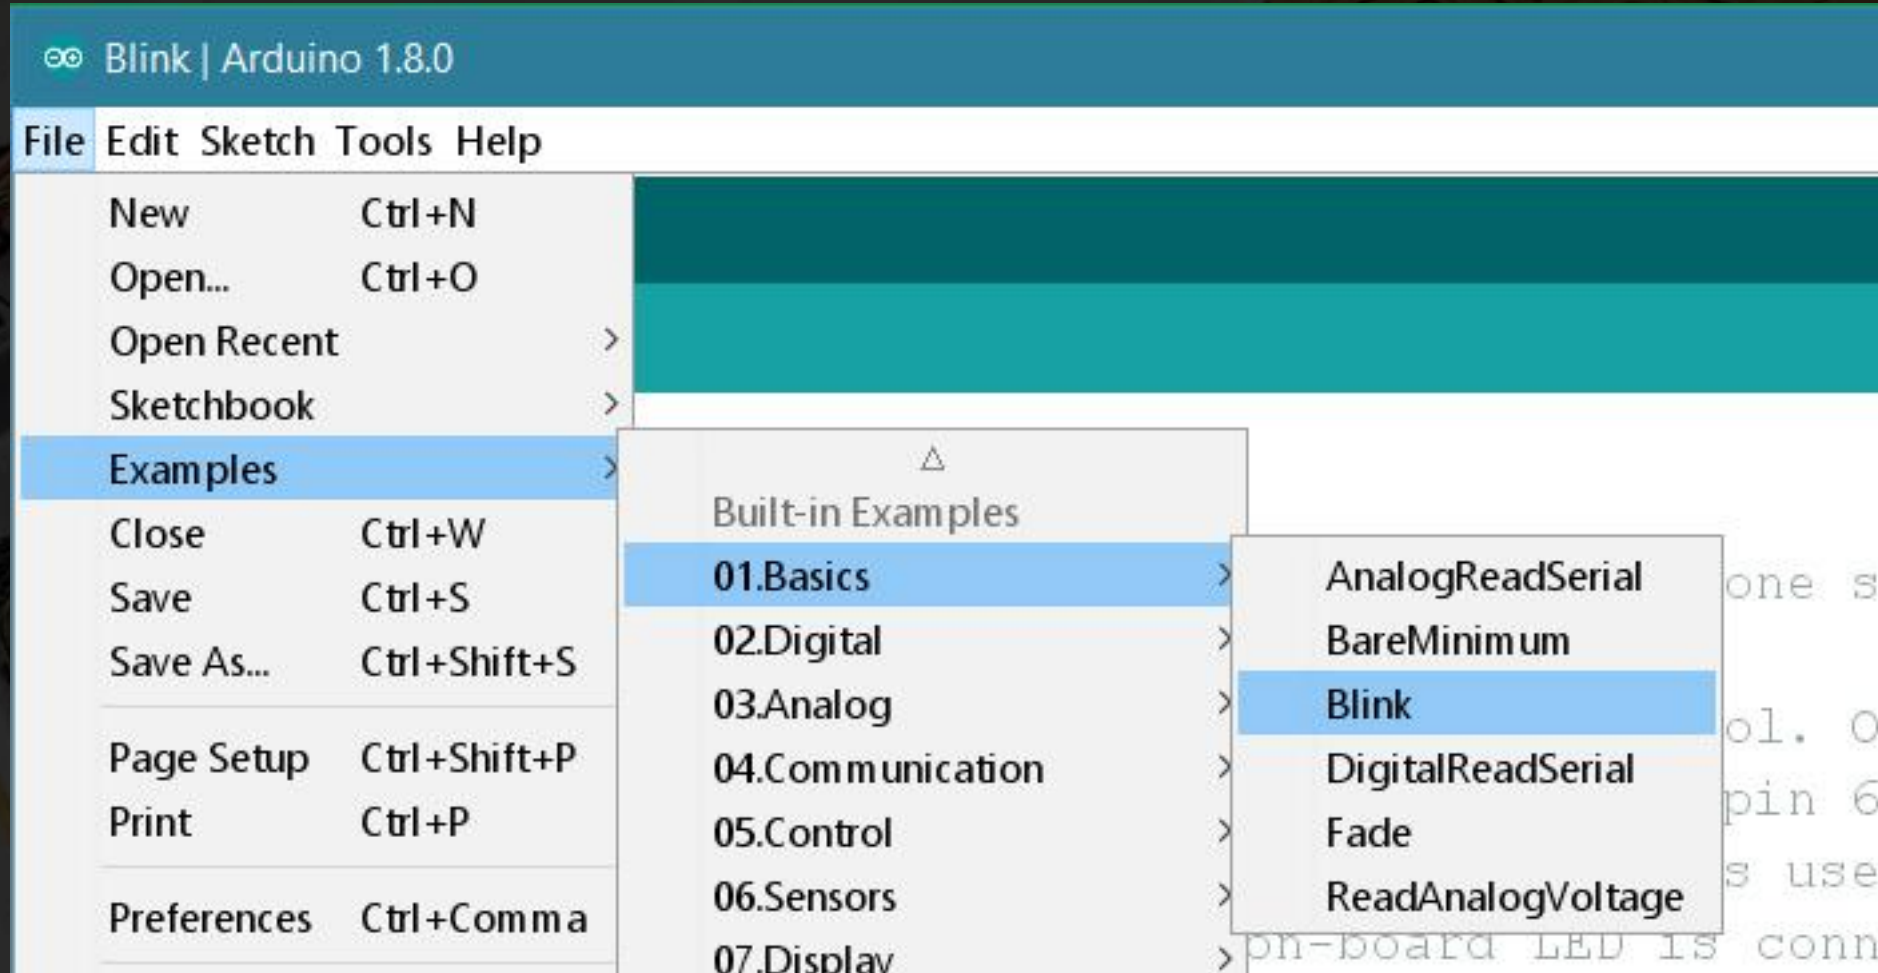 Blink | Arduino 1.8.0
File Edit Sketch Tools Help
New Ctrl+N
Open... Ctrl+O
Open Recent
Sketchbook
Examples
Close Ctrl+W
Save Ctrl+S
Save As... Ctrl+Shift+S
Page Setup Ctrl+Shift+P
Print Ctrl+P
Preferences Ctrl+Comma
Built-in Examples
01.Basics
02.Digital
03.Analog
04.Communication
05.Control
06.Sensors
07.Display
AnalogReadSerial
BareMinimum
Blink
DigitalReadSerial
Fade
ReadAnalogVoltage
one s
ol. O
pin 6
s use
on-board LED is conn